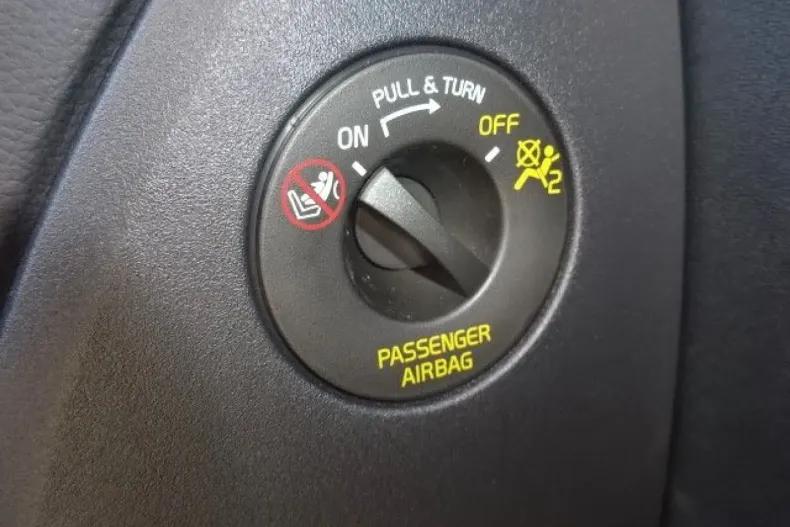 PULL & TURN
ON
OFF
2
PASSENGER
AIRBAG